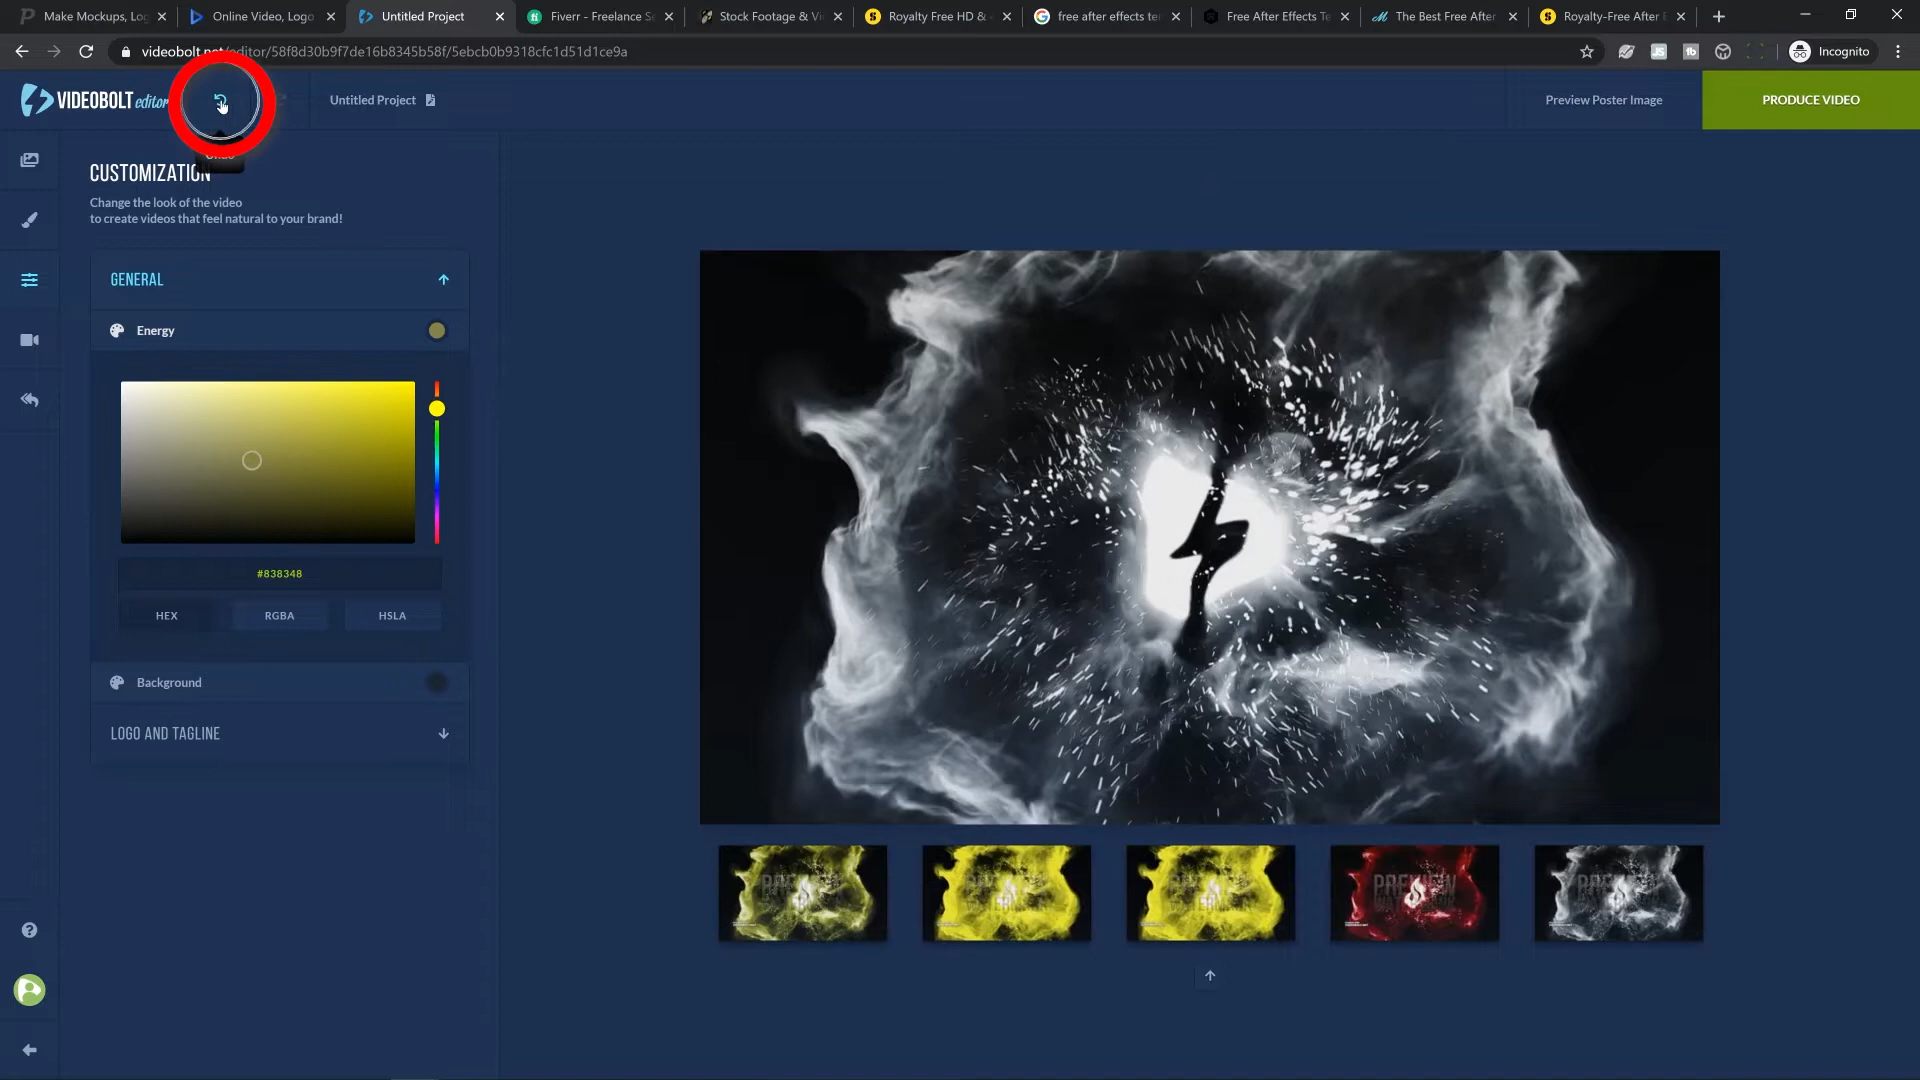 Make Mockups, Log
Online Video, Logo
Untitled Project
Fiverr - Freelance Se
Stock Footage & Vi
Royalty Free HD &
free after effects te
Free After Effects Te
The Best Free After
Royalty-Free After E
videobolt.net/editor/58f8d30b9f7de16b8345b58f/5ebcb0b9318cfc1d51d1ce9a
Incognito
VIDEOBOLT editor
Untitled Project
Preview Poster Image
PRODUCE VIDEO
CUSTOMIZATION
Change the look of the video
to create videos that feel natural to your brand!
GENERAL
Energy
#838348
HEX
RGBA
HSLA
Background
LOGO AND TAGLINE